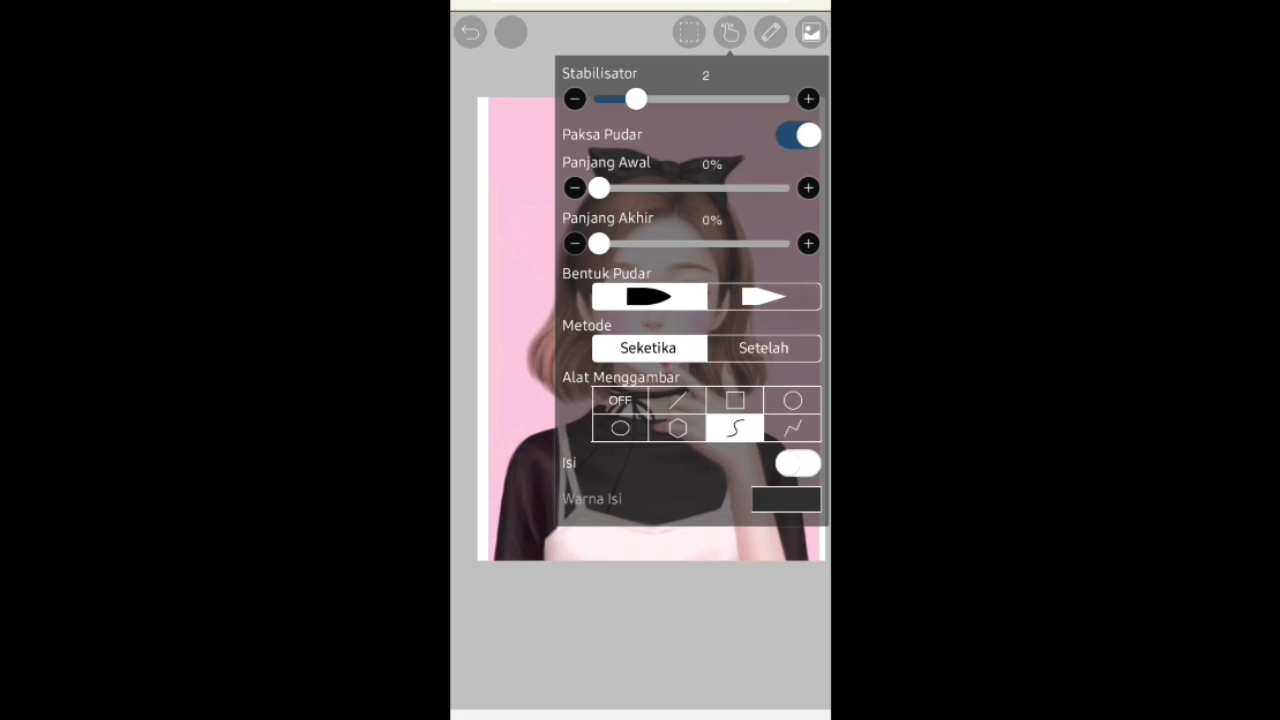 Stabilisator 2
Paksa Pudar
Panjang Awal 0%
Panjang Akhir 0%
Bentuk Pudar
Metode
Seketika Setelah
Alat Menggambar
OFF
Isi
Warna Isi